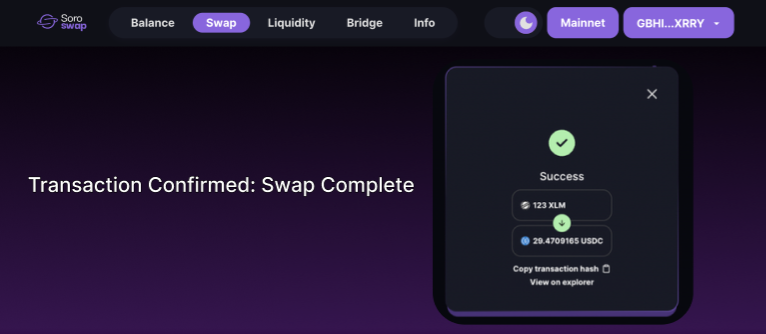 Soro
swap
Balance
Swap
Liquidity
Bridge
Info
Mainnet
GBHI...XRRY
Transaction Confirmed: Swap Complete
Success
123 XLM
29.4709165 USDC
Copy transaction hash
View on explorer